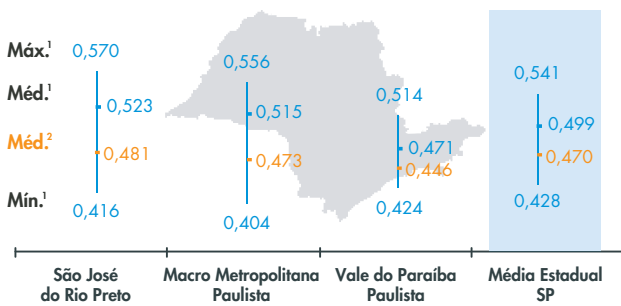 Máx.¹ 0,570 0,556 0,514 0,541
Méd.¹ 0,523 0,515 0,471 0,499
Méd.² 0,481 0,473 0,446 0,470
Mín.¹ 0,416 0,404 0,424 0,428
São José Macro Metropolitana Vale do Paraíba Média Estadual
do Rio Preto Paulista Paulista SP